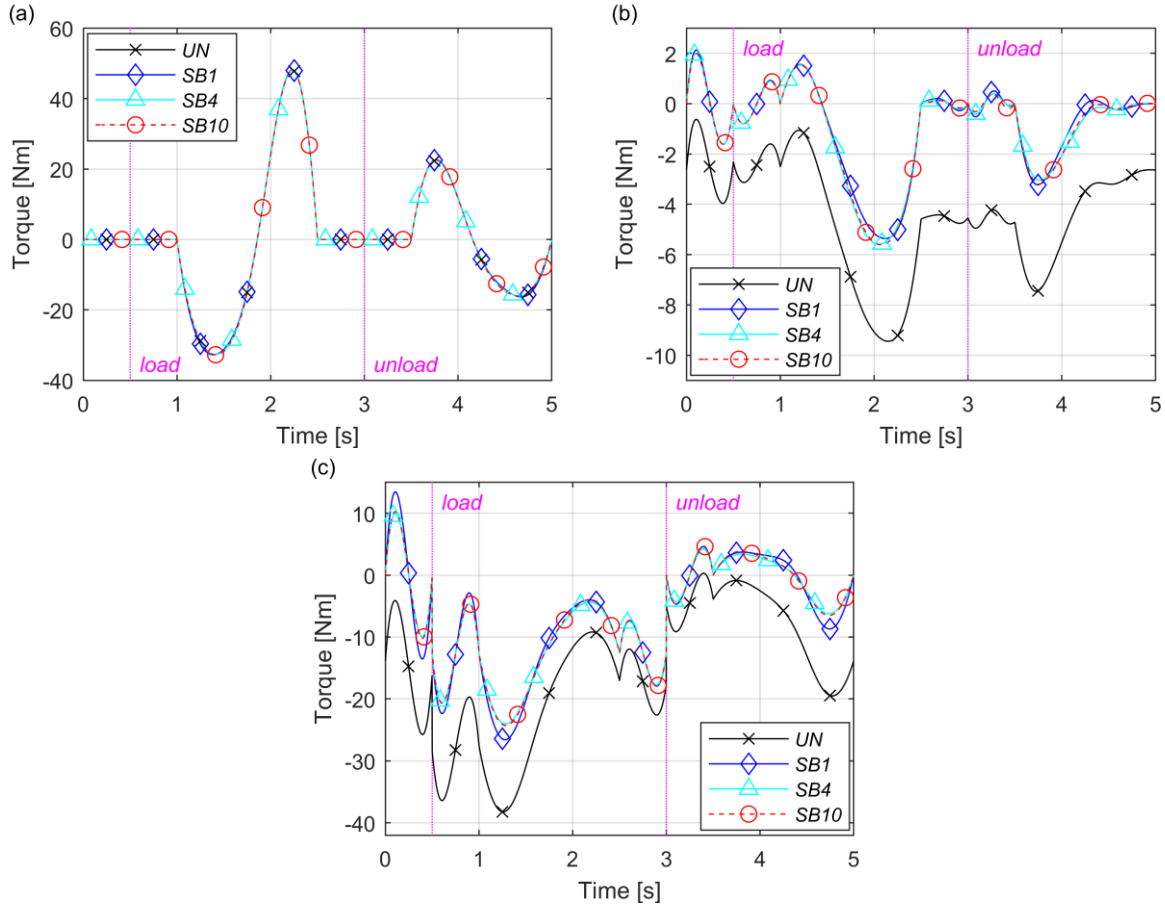 (a)
60
40
20
0
-20
-40
Torque [Nm]
UN
SB1
SB4
SB10
load
unload
0 1 2 3 4 5
Time [s]
(b)
2
0
-2
-4
-6
-8
-10
Torque [Nm]
load
unload
UN
SB1
SB4
SB10
0 1 2 3 4 5
Time [s]
(c)
10
0
-10
-20
-30
-40
Torque [Nm]
load
unload
UN
SB1
SB4
SB10
0 1 2 3 4 5
Time [s]